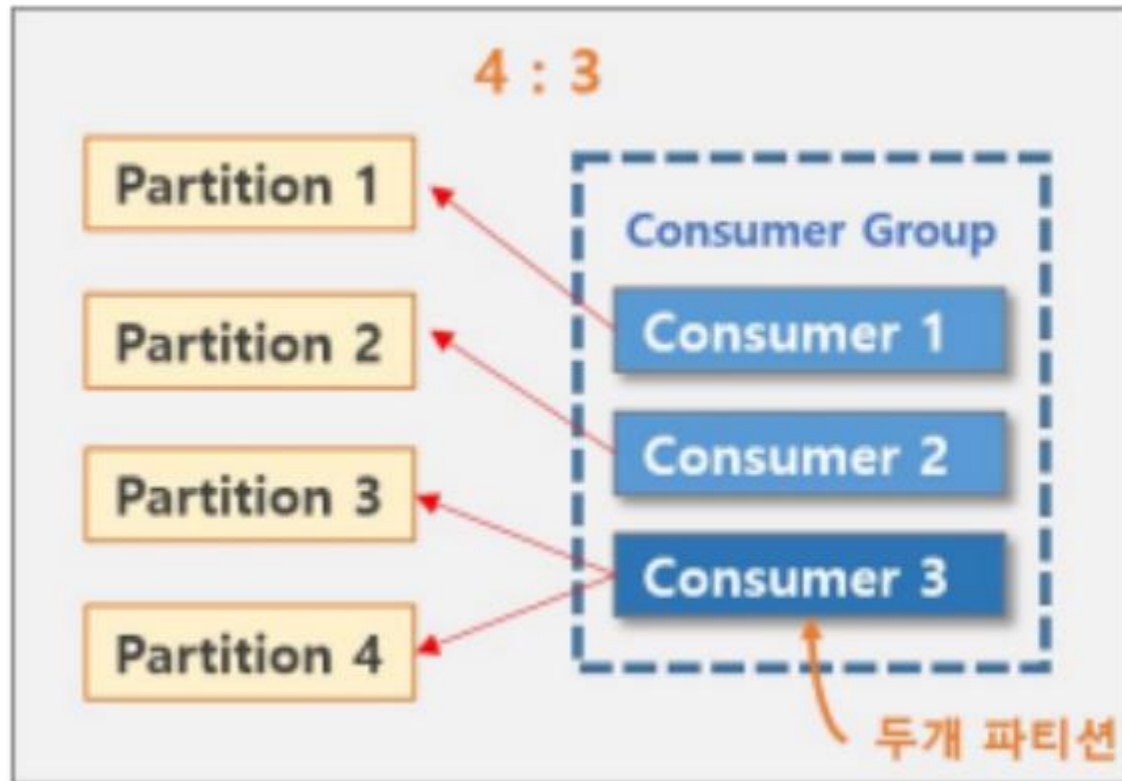 4 : 3
Partition 1
Partition 2
Partition 3
Partition 4
Consumer Group
Consumer 1
Consumer 2
Consumer 3
두개 파티션